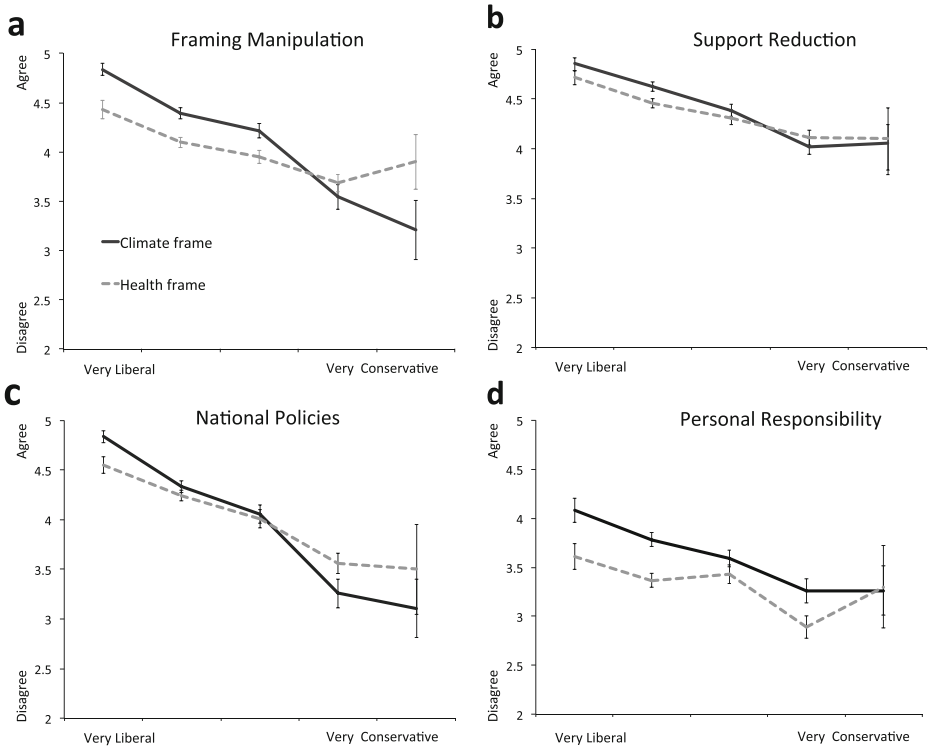 a
Framing Manipulation
5
4.5
4
3.5
3
2.5
2
Agree
Disagree
Climate frame
Health frame
Very Liberal
Very Conservative
b
Support Reduction
5
4.5
4
3.5
3
2.5
2
Agree
Disagree
Very Liberal
Very Conservative
c
National Policies
5
4.5
4
3.5
3
2.5
2
Agree
Disagree
Very Liberal
Very Conservative
d
Personal Responsibility
5
4.5
4
3.5
3
2.5
2
Agree
Disagree
Very Liberal
Very Conservative